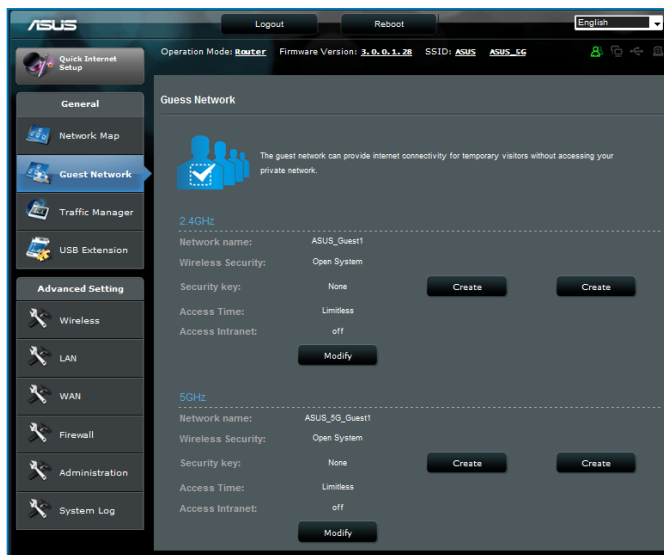 ASUS
Logout
Reboot
English
Quick Internet
Setup
Operation Mode: Router Firmware Version: 3.0.0.1.28 SSID: ASUS ASUS_5G
General
Network Map
Guest Network
Traffic Manager
USB Extension
Advanced Setting
Wireless
LAN
WAN
Firewall
Administration
System Log
Guess Network
The guest network can provide internet connectivity for temporary visitors without accessing your
private network.
2.4GHz
Network name: ASUS_Guest1
Wireless Security: Open System
Security key: None Create Create
Access Time: Limitless
Access Intranet: off
Modify
5GHz
Network name: ASUS_5G_Guest1
Wireless Security: Open System
Security key: None Create Create
Access Time: Limitless
Access Intranet: off
Modify